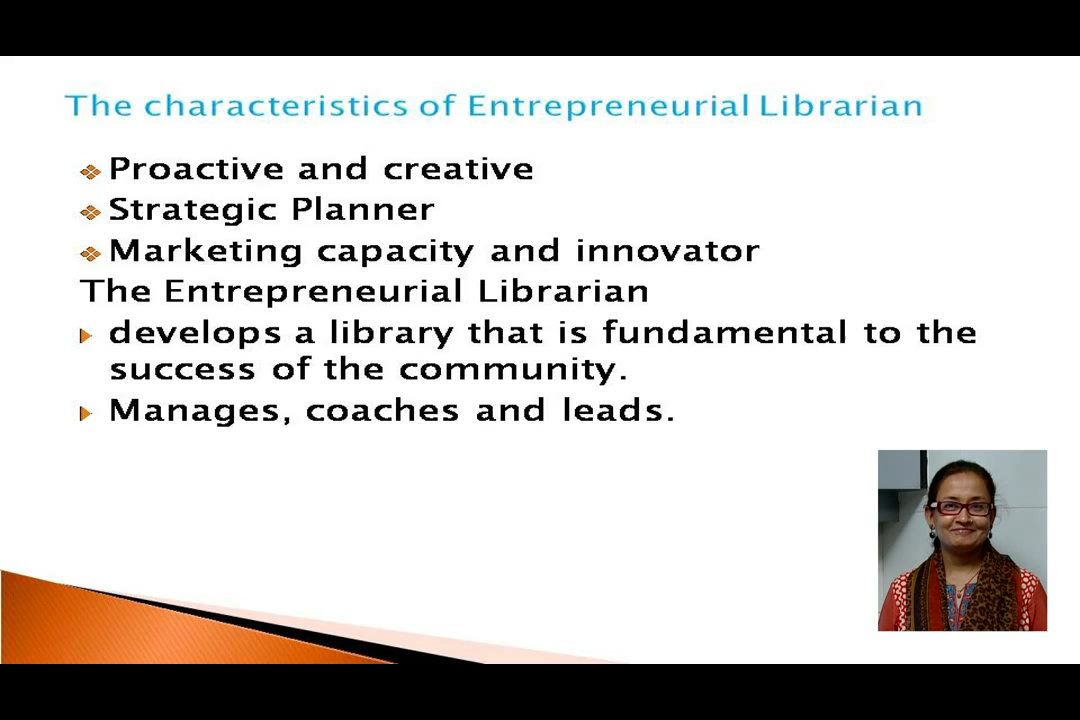 The characteristics of Entrepreneurial Librarian
Proactive and creative
Strategic Planner
Marketing capacity and innovator
The Entrepreneurial Librarian
develops a library that is fundamental to the
success of the community.
Manages, coaches and leads.